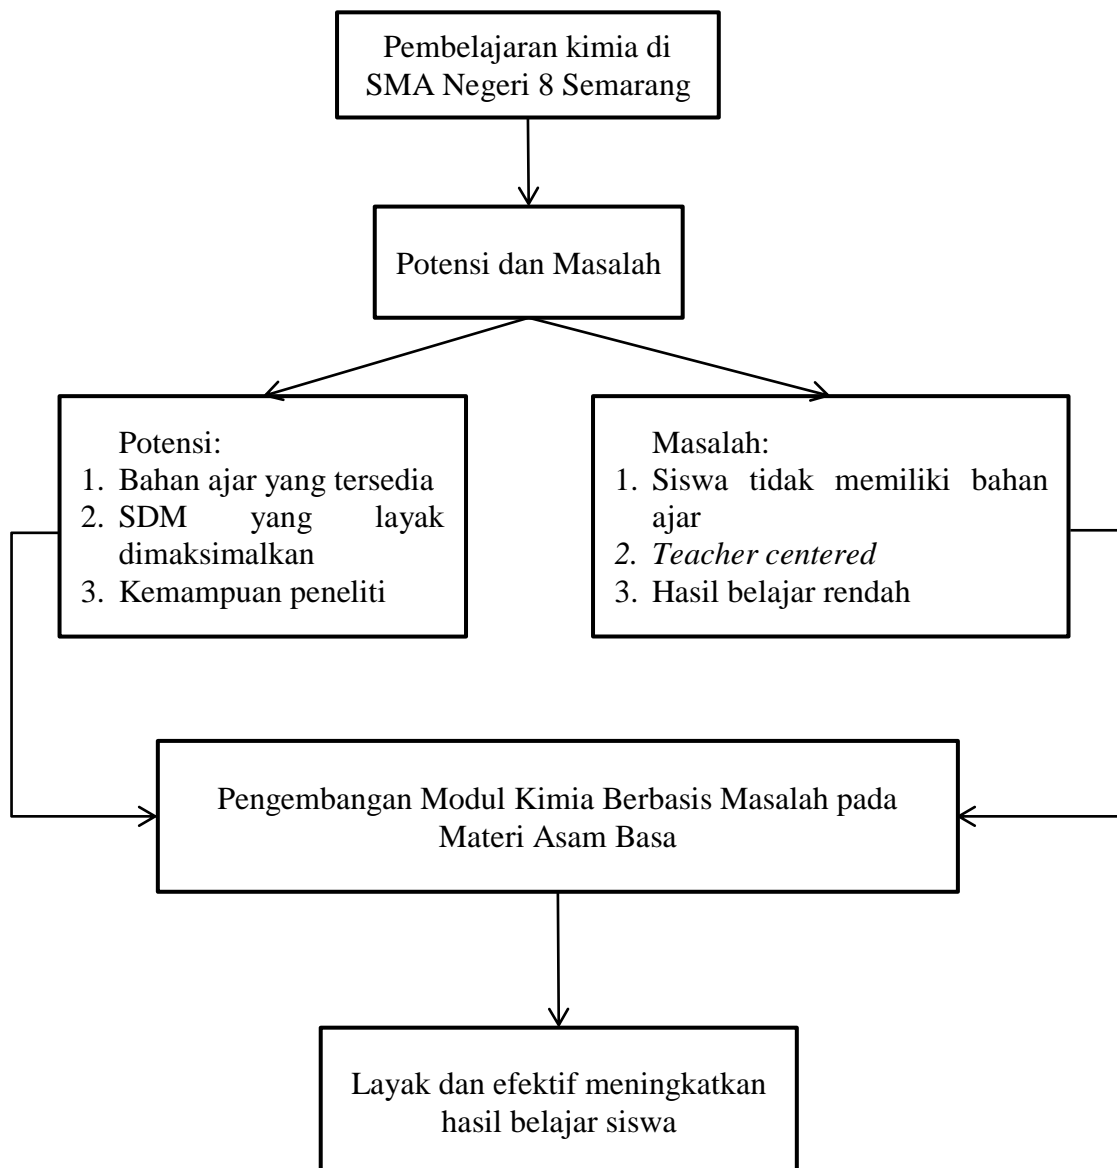 Pembelajaran kimia di
SMA Negeri 8 Semarang
Potensi dan Masalah
Potensi:
1. Bahan ajar yang tersedia
2. SDM yang layak
dimaksimalkan
3. Kemampuan peneliti
Masalah:
1. Siswa tidak memiliki bahan
ajar
2. Teacher centered
3. Hasil belajar rendah
Pengembangan Modul Kimia Berbasis Masalah pada
Materi Asam Basa
Layak dan efektif meningkatkan
hasil belajar siswa